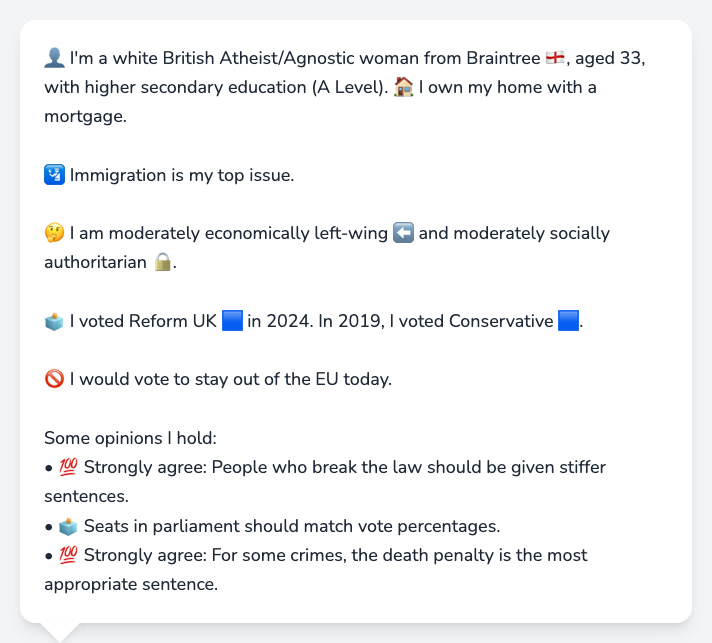 👤 I'm a white British Atheist/Agnostic woman from Braintree 🏴󠁧󠁢󠁥󠁮󠁧󠁿, aged 33,
with higher secondary education (A Level). 🏠 I own my home with a
mortgage.
🛂 Immigration is my top issue.
🤔 I am moderately economically left-wing ⬅️ and moderately socially
authoritarian 🔒.
🗳️ I voted Reform UK 🟦 in 2024. In 2019, I voted Conservative 🟦.
🚫 I would vote to stay out of the EU today.
Some opinions I hold:
• 💯 Strongly agree: People who break the law should be given stiffer
sentences.
• 🗳️ Seats in parliament should match vote percentages.
• 💯 Strongly agree: For some crimes, the death penalty is the most
appropriate sentence.